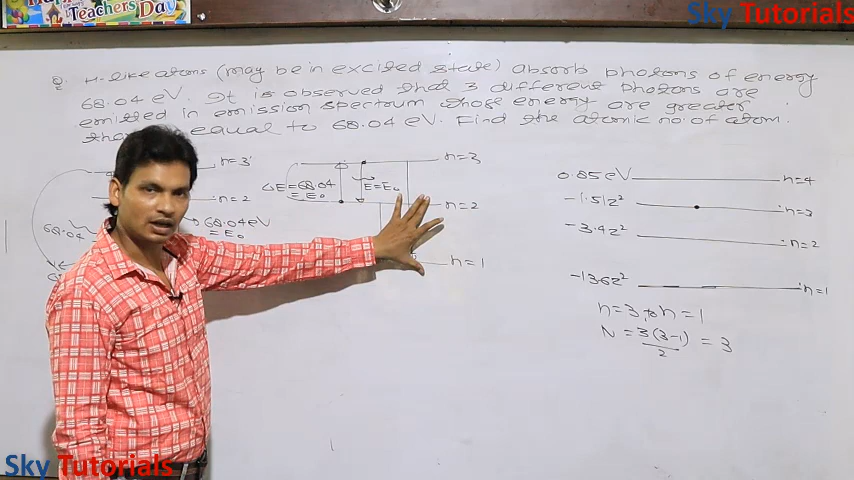 Teachers Day
Sky Tutorials
Q. H-like atoms (may be in excited state) absorb photons of energy
68.04 eV. It is observed that 3 different photons are
emitted in emission spectrum whose energy are greater
equal to 68.04 eV. Find the atomic no. of atom.
n=3
n=2
68.04
68.04 eV
= E₀
n=3
ΔE=68.04
= E₀
E=E₀
n=2
n=1
0.85 eV n=4
-1.51z² n=3
-3.4z² n=2
-13.6z² n=1
n=3 to n=1
N = 3(3-1)/2 = 3
Sky Tutorials